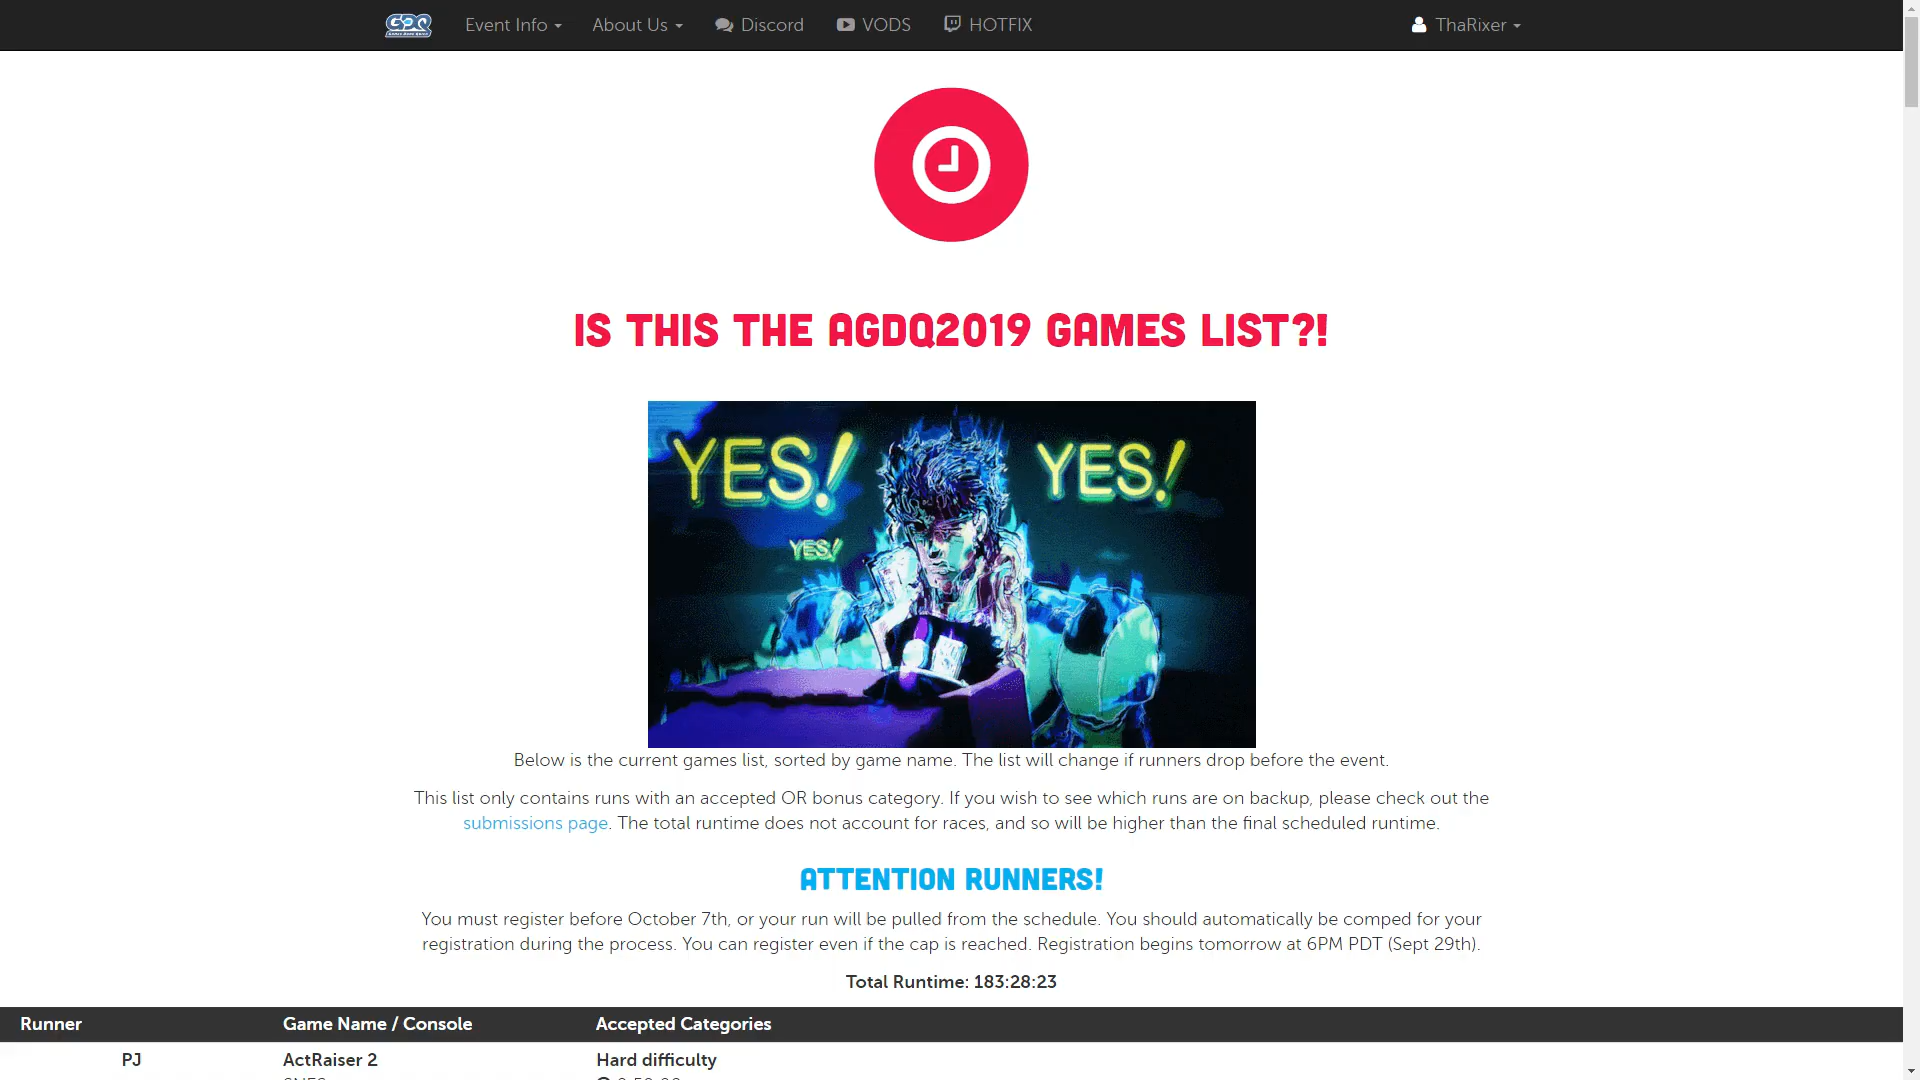 GDQ
Event Info
About Us
Discord
VODS
HOTFIX
ThaRixer
IS THIS THE AGDQ2019 GAMES LIST?!
YES! YES!
YES!
Below is the current games list, sorted by game name. The list will change if runners drop before the event.
This list only contains runs with an accepted OR bonus category. If you wish to see which runs are on backup, please check out the
submissions page. The total runtime does not account for races, and so will be higher than the final scheduled runtime.
ATTENTION RUNNERS!
You must register before October 7th, or your run will be pulled from the schedule. You should automatically be comped for your
registration during the process. You can register even if the cap is reached. Registration begins tomorrow at 6PM PDT (Sept 29th).
Total Runtime: 183:28:23
Runner Game Name / Console Accepted Categories
PJ ActRaiser 2 Hard difficulty